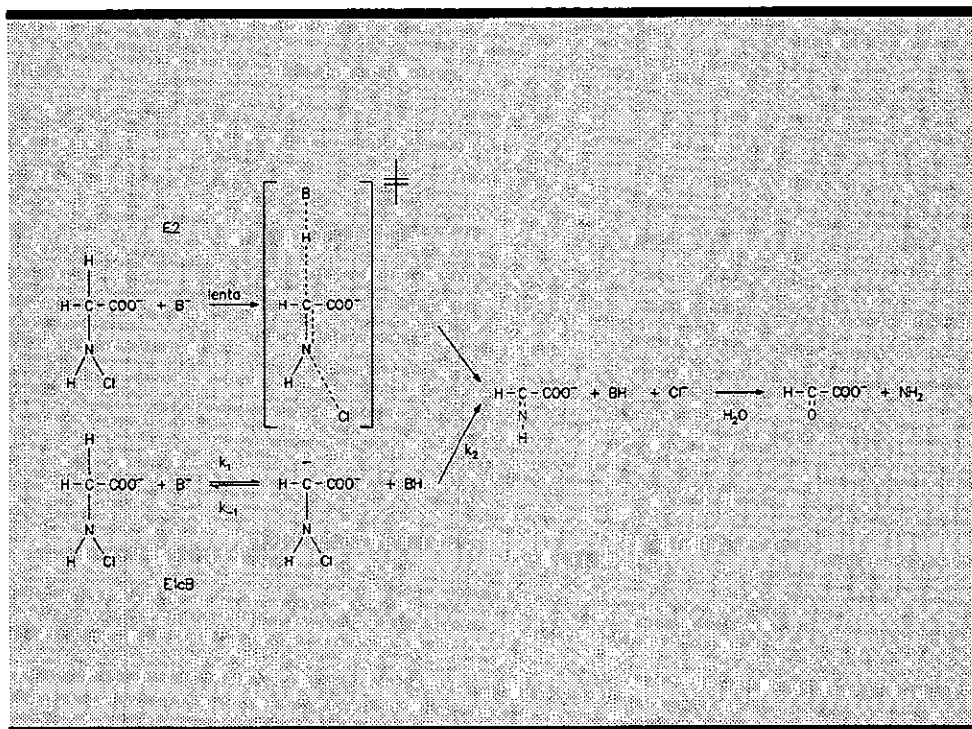 E2
B
H
H
lenta
H-C-COO⁻ + B⁻
H-C-COO⁻
N
H Cl
N
H
Cl
H-C-COO⁻ + BH + Cl⁻
N
H
H₂O
H-C-COO⁻ + NH₂
O
k₂
H
k₁
k₋₁
H-C-COO⁻ + B⁻
H-C-COO⁻ + BH
N
H Cl
N
H Cl
E1cB